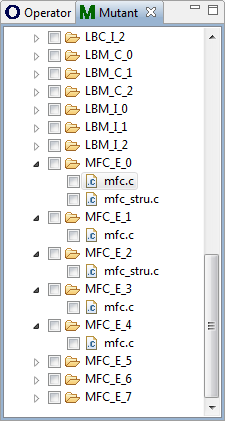 Operator Mutant
LBC_I_2
LBM_C_0
LBM_C_1
LBM_C_2
LBM_I_0
LBM_I_1
LBM_I_2
MFC_E_0
.c mfc.c
.c mfc_stru.c
MFC_E_1
.c mfc.c
MFC_E_2
.c mfc_stru.c
MFC_E_3
.c mfc.c
MFC_E_4
.c mfc.c
MFC_E_5
MFC_E_6
MFC_E_7